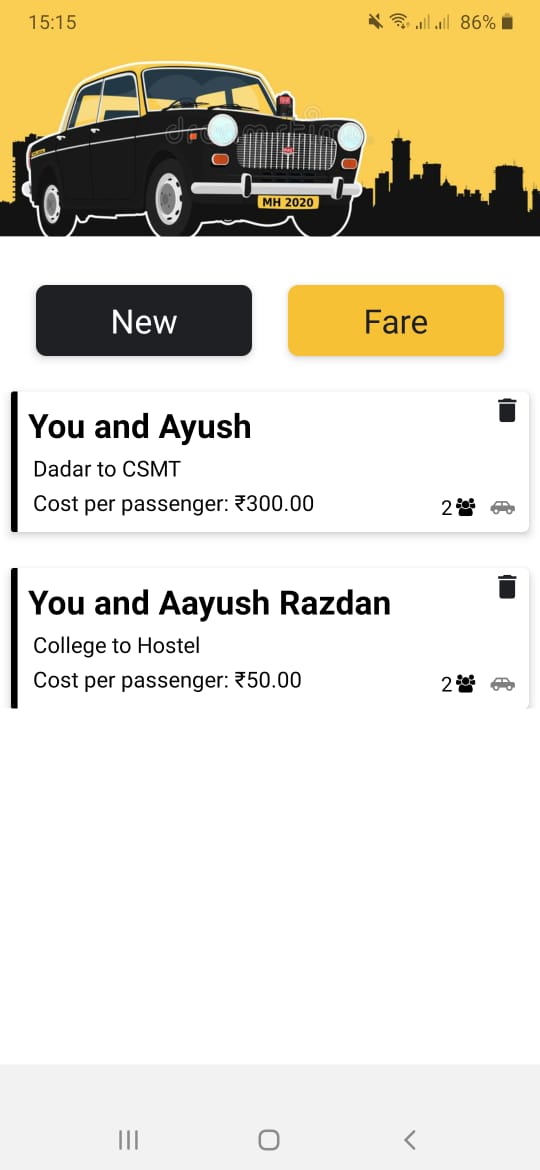 15:15
86%
MH 2020
New
Fare
You and Ayush
Dadar to CSMT
Cost per passenger: ₹300.00
2
You and Aayush Razdan
College to Hostel
Cost per passenger: ₹50.00
2